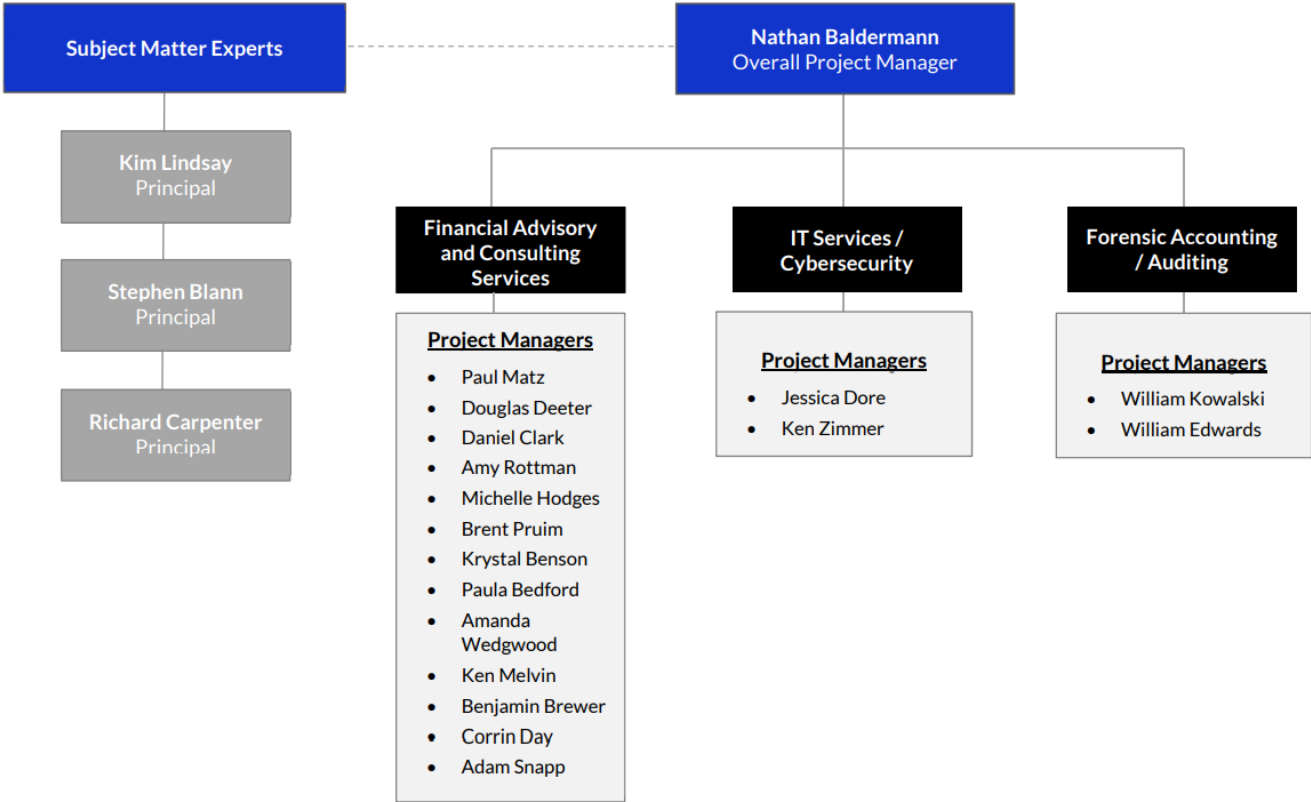 Subject Matter Experts
Nathan Baldermann
Overall Project Manager
Kim Lindsay
Principal
Stephen Blann
Principal
Richard Carpenter
Principal
Financial Advisory
and Consulting
Services
Project Managers
• Paul Matz
• Douglas Deeter
• Daniel Clark
• Amy Rottman
• Michelle Hodges
• Brent Pruim
• Krystal Benson
• Paula Bedford
• Amanda
Wedgwood
• Ken Melvin
• Benjamin Brewer
• Corrin Day
• Adam Snapp
IT Services /
Cybersecurity
Project Managers
• Jessica Dore
• Ken Zimmer
Forensic Accounting
/ Auditing
Project Managers
• William Kowalski
• William Edwards